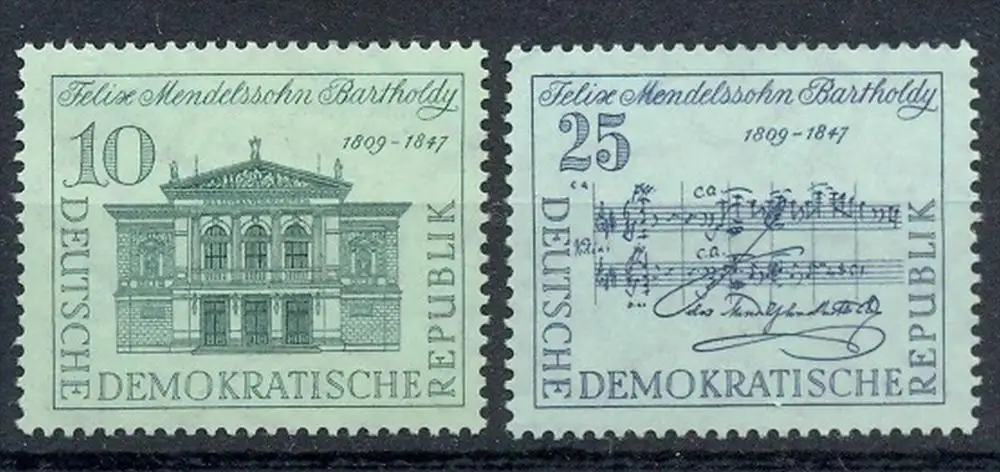 Felix Mendelssohn Bartholdy
10
1809-1847
DEUTSCHE
DEMOKRATISCHE
REPUBLIK
Felix Mendelssohn Bartholdy
25
1809-1847
c a
c.a.
c.a.
DEUTSCHE
DEMOKRATISCHE
REPUBLIK